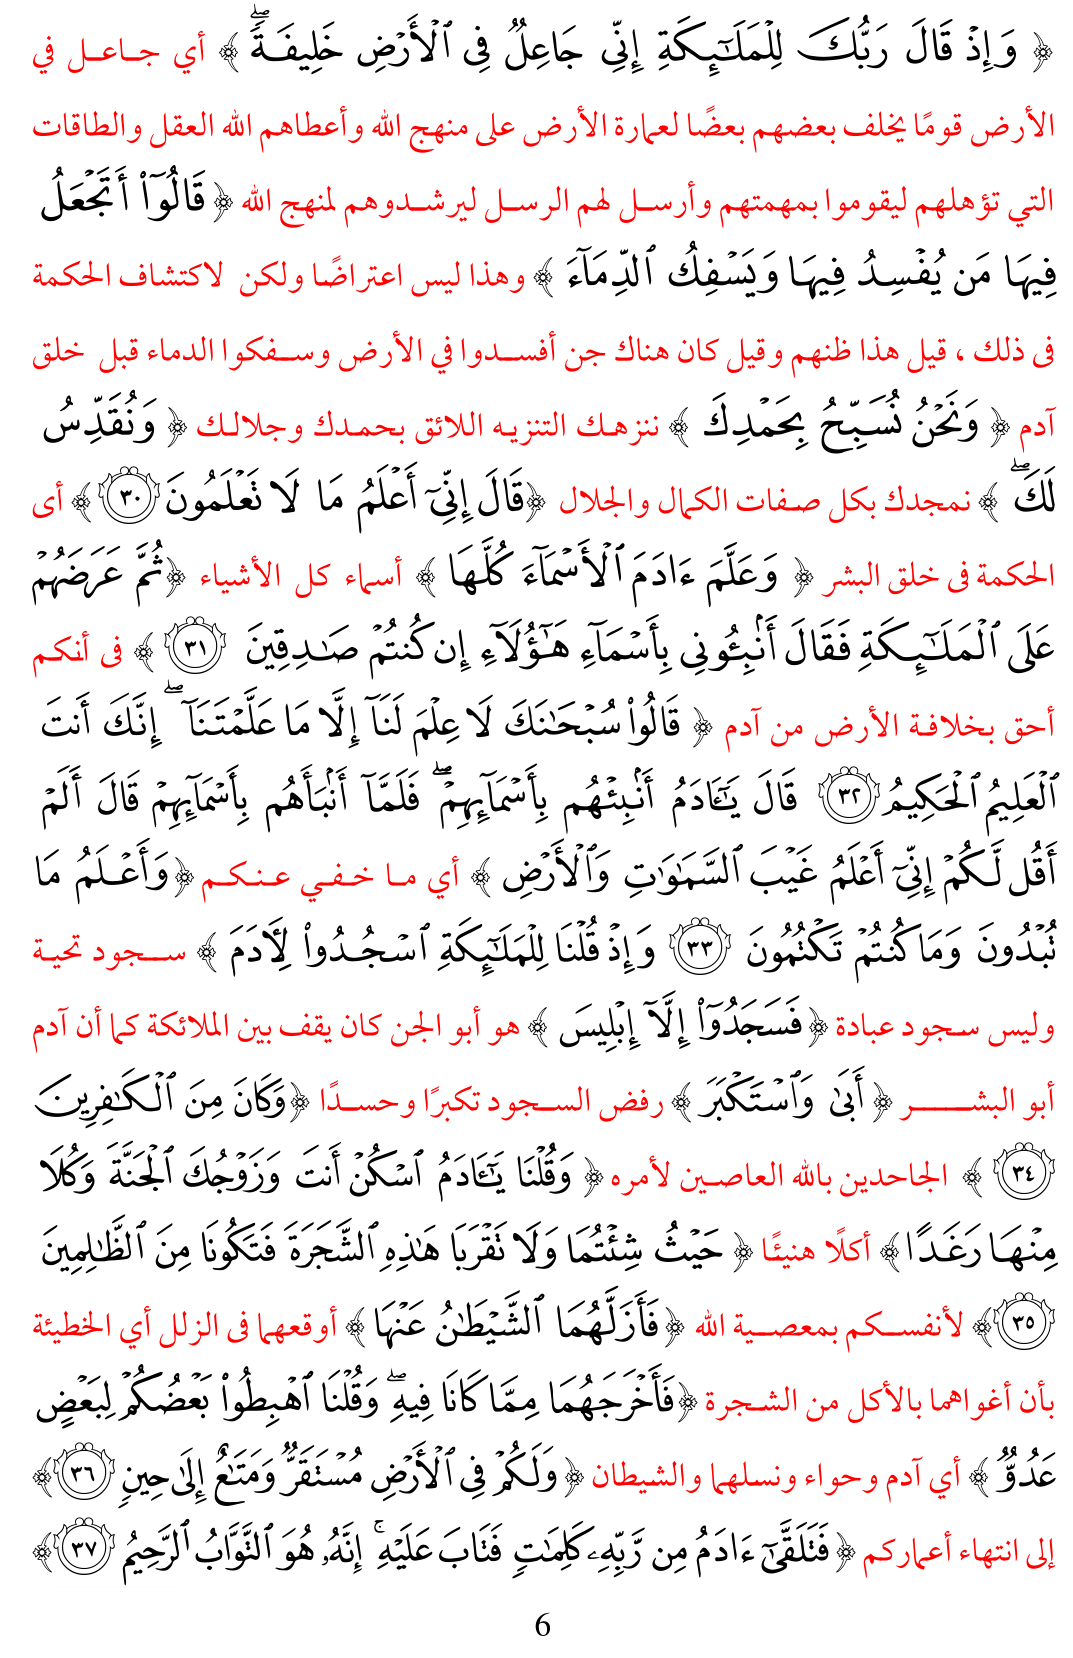 ﴿ وَإِذۡ قَالَ رَبُّكَ لِلۡمَلَـٰٓئِكَةِ إِنِّي جَاعِلٞ فِي ٱلۡأَرۡضِ خَلِيفَةٗۖ ﴾ أي جاعل في
الأرض قومًا يخلف بعضهم بعضًا لعمارة الأرض على منهج الله وأعطاهم الله العقل والطاقات
التي تؤهلهم ليقوموا بمهمتهم وأرسل لهم الرسل ليرشدوهم لمنهج الله ﴿ قَالُوٓاْ أَتَجۡعَلُ
فِيهَا مَن يُفۡسِدُ فِيهَا وَيَسۡفِكُ ٱلدِّمَآءَ ﴾ وهذا ليس اعتراضًا ولكن لاكتشاف الحكمة
فى ذلك ، قيل هذا ظنهم وقيل كان هناك جن أفسدوا في الأرض وسفكوا الدماء قبل خلق
آدم ﴿ وَنَحۡنُ نُسَبِّحُ بِحَمۡدِكَ ﴾ ننزهك التنزيه اللائق بحمدك وجلالك ﴿ وَنُقَدِّسُ
لَكَۖ ﴾ نمجدك بكل صفات الكمال والجلال ﴿قَالَ إِنِّيٓ أَعۡلَمُ مَا لَا تَعۡلَمُونَ ٣٠﴾ أى
الحكمة فى خلق البشر ﴿ وَعَلَّمَ ءَادَمَ ٱلۡأَسۡمَآءَ كُلَّهَا ﴾ أسماء كل الأشياء ﴿ثُمَّ عَرَضَهُمۡ
عَلَى ٱلۡمَلَـٰٓئِكَةِ فَقَالَ أَنۢبِـُٔونِي بِأَسۡمَآءِ هَـٰٓؤُلَآءِ إِن كُنتُمۡ صَـٰدِقِينَ ٣١ ﴾ فى أنكم
أحق بخلافة الأرض من آدم ﴿ قَالُواْ سُبۡحَـٰنَكَ لَا عِلۡمَ لَنَآ إِلَّا مَا عَلَّمۡتَنَآۖ إِنَّكَ أَنتَ
ٱلۡعَلِيمُ ٱلۡحَكِيمُ ٣٢ قَالَ يَـٰٓـَٔادَمُ أَنۢبِئۡهُم بِأَسۡمَآئِهِمۡۖ فَلَمَّآ أَنۢبَأَهُم بِأَسۡمَآئِهِمۡ قَالَ أَلَمۡ
أَقُل لَّكُمۡ إِنِّيٓ أَعۡلَمُ غَيۡبَ ٱلسَّمَـٰوَٰتِ وَٱلۡأَرۡضِ ﴾ أي ما خفي عنكم ﴿وَأَعۡلَمُ مَا
تُبۡدُونَ وَمَا كُنتُمۡ تَكۡتُمُونَ ٣٣ وَإِذۡ قُلۡنَا لِلۡمَلَـٰٓئِكَةِ ٱسۡجُدُواْ لِأٓدَمَ ﴾ سجود تحية
وليس سجود عبادة ﴿فَسَجَدُوٓاْ إِلَّآ إِبۡلِيسَ ﴾ هو أبو الجن كان يقف بين الملائكة كما أن آدم
أبو البشر ﴿ أَبَىٰ وَٱسۡتَكۡبَرَ ﴾ رفض السجود تكبرًا وحسدًا ﴿وَكَانَ مِنَ ٱلۡكَـٰفِرِينَ
٣٤ ﴾ الجاحدين بالله العاصين لأمره ﴿ وَقُلۡنَا يَـٰٓـَٔادَمُ ٱسۡكُنۡ أَنتَ وَزَوۡجُكَ ٱلۡجَنَّةَ وَكُلَا
مِنۡهَا رَغَدًا﴾ أكلًا هنيئًا ﴿ حَيۡثُ شِئۡتُمَا وَلَا تَقۡرَبَا هَـٰذِهِ ٱلشَّجَرَةَ فَتَكُونَا مِنَ ٱلظَّـٰلِمِينَ
٣٥﴾ لأنفسكم بمعصية الله ﴿فَأَزَلَّهُمَا ٱلشَّيۡطَـٰنُ عَنۡهَا ﴾ أوقعهما فى الزلل أي الخطيئة
بأن أغواهما بالأكل من الشجرة ﴿فَأَخۡرَجَهُمَا مِمَّا كَانَا فِيهِۖ وَقُلۡنَا ٱهۡبِطُواْ بَعۡضُكُمۡ لِبَعۡضٍ
عَدُوّٞ ﴾ أي آدم وحواء ونسلهما والشيطان ﴿ وَلَكُمۡ فِي ٱلۡأَرۡضِ مُسۡتَقَرّٞ وَمَتَـٰعٌ إِلَىٰ حِينٖ ٣٦ ﴾
إلى انتهاء أعماركم ﴿ فَتَلَقَّىٰٓ ءَادَمُ مِن رَّبِّهِۦ كَلِمَـٰتٖ فَتَابَ عَلَيۡهِۚ إِنَّهُۥ هُوَ ٱلتَّوَّابُ ٱلرَّحِيمُ ٣٧ ﴾
6